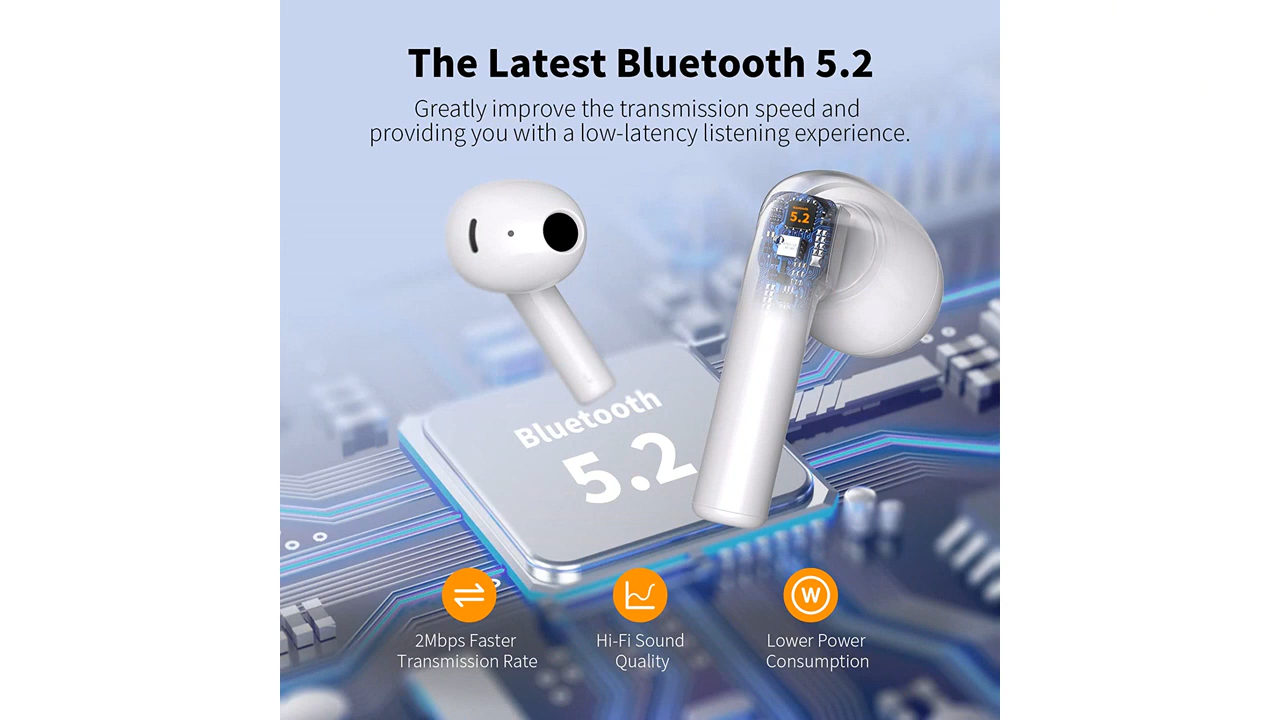 The Latest Bluetooth 5.2
Greatly improve the transmission speed and
providing you with a low-latency listening experience.
5.2
Bluetooth
5.2
W
2Mbps Faster
Transmission Rate
Hi-Fi Sound
Quality
Lower Power
Consumption